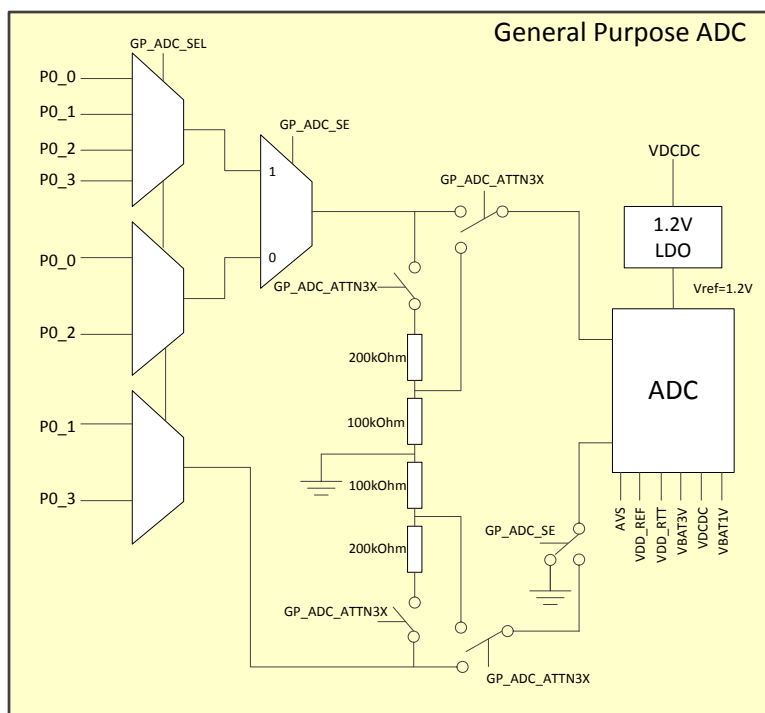 General Purpose ADC
GP_ADC_SEL
P0_0
P0_1
P0_2
P0_3
GP_ADC_SE
1
0
P0_0
P0_2
P0_1
P0_3
GP_ADC_ATTN3X
GP_ADC_ATTN3X
200kOhm
100kOhm
100kOhm
200kOhm
GP_ADC_ATTN3X
GP_ADC_ATTN3X
GP_ADC_SE
VDCDC
1.2V
LDO
Vref=1.2V
ADC
AVS
VDD_REF
VDD_RTT
VBAT3V
VDCDC
VBAT1V